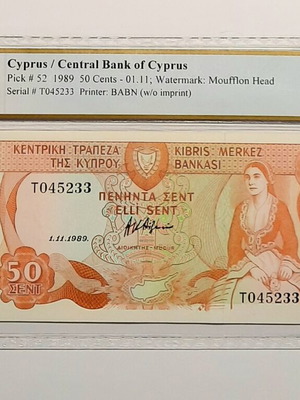 Cyprus / Central Bank of Cyprus
Pick # 52 1989 50 Cents - 01.11; Watermark: Moufflon Head
Serial # T045233 Printer: BABN (w/o imprint)
ΚΕΝΤΡΙΚΗ ΤΡΑΠΕΖΑ
ΤΗΣ ΚΥΠΡΟΥ
KIBRIS MERKEZ
BANKASI
T045233
ΠΕΝΗΝΤΑ ΣΕΝΤ
ELLI SENT
1.11.1989.
ΔΙΟΙΚΗΤΗΣ - MÜDÜR
50
ΣΕΝΤ
T045233